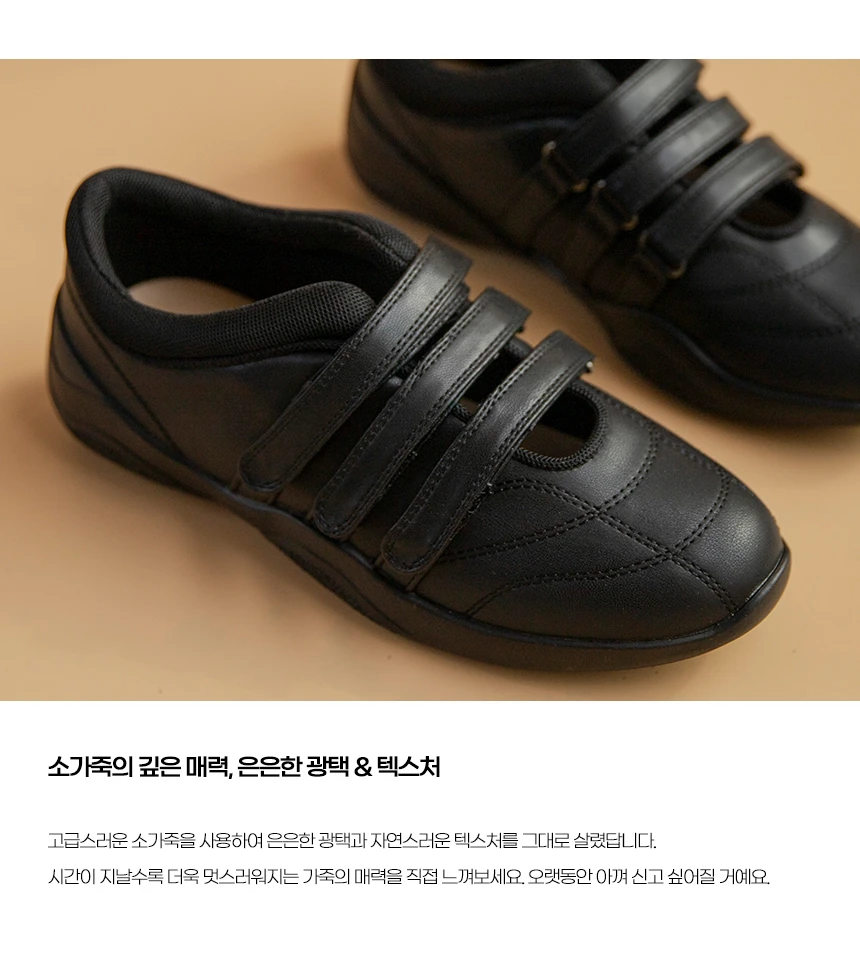 소가죽의 깊은 매력, 은은한 광택 & 텍스처
고급스러운 소가죽을 사용하여 은은한 광택과 자연스러운 텍스처를 그대로 살렸답니다.
시간이 지날수록 더욱 멋스러워지는 가죽의 매력을 직접 느껴보세요. 오랫동안 아껴 신고 싶어질 거예요.